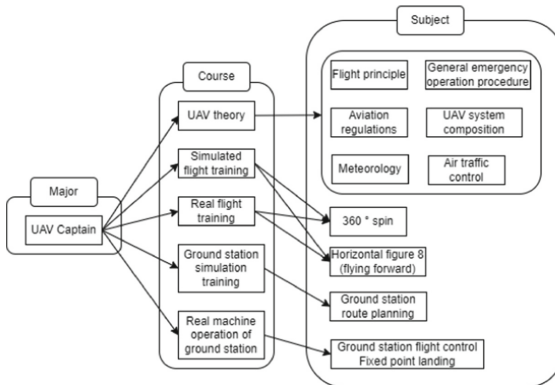 Subject
Course
Major
Flight principle
General emergency
operation procedure
UAV theory
Aviation
regulations
UAV system
composition
Simulated
flight training
Meteorology
Air traffic
control
UAV Captain
Real flight
training
360 ° spin
Ground station
simulation
training
Horizontal figure 8
(flying forward)
Ground station
route planning
Real machine
operation of
ground station
Ground station flight control
Fixed point landing